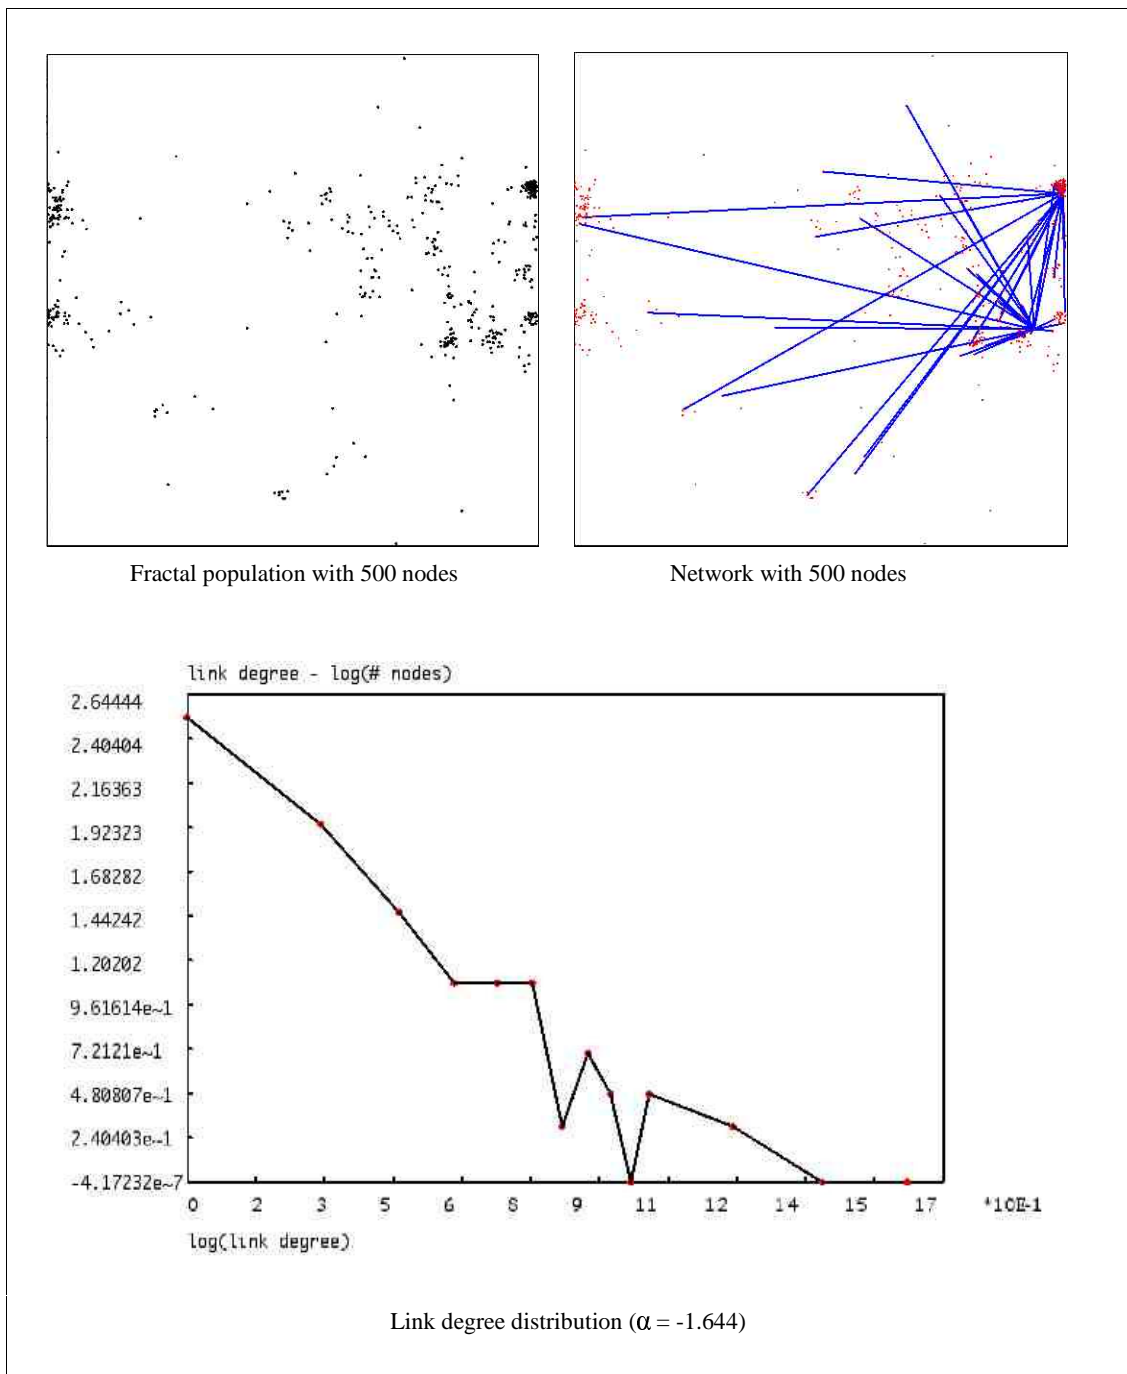 Fractal population with 500 nodes
Network with 500 nodes
link degree - log(# nodes)
2.64444
2.40404
2.16363
1.92323
1.68282
1.44242
1.20202
9.61614e~1
7.2121e~1
4.80807e~1
2.40403e~1
-4.17232e~7
0 2 3 6 8 9 11 12 14 15 17 *10E-1
log(link degree)
Link degree distribution (α = -1.644)